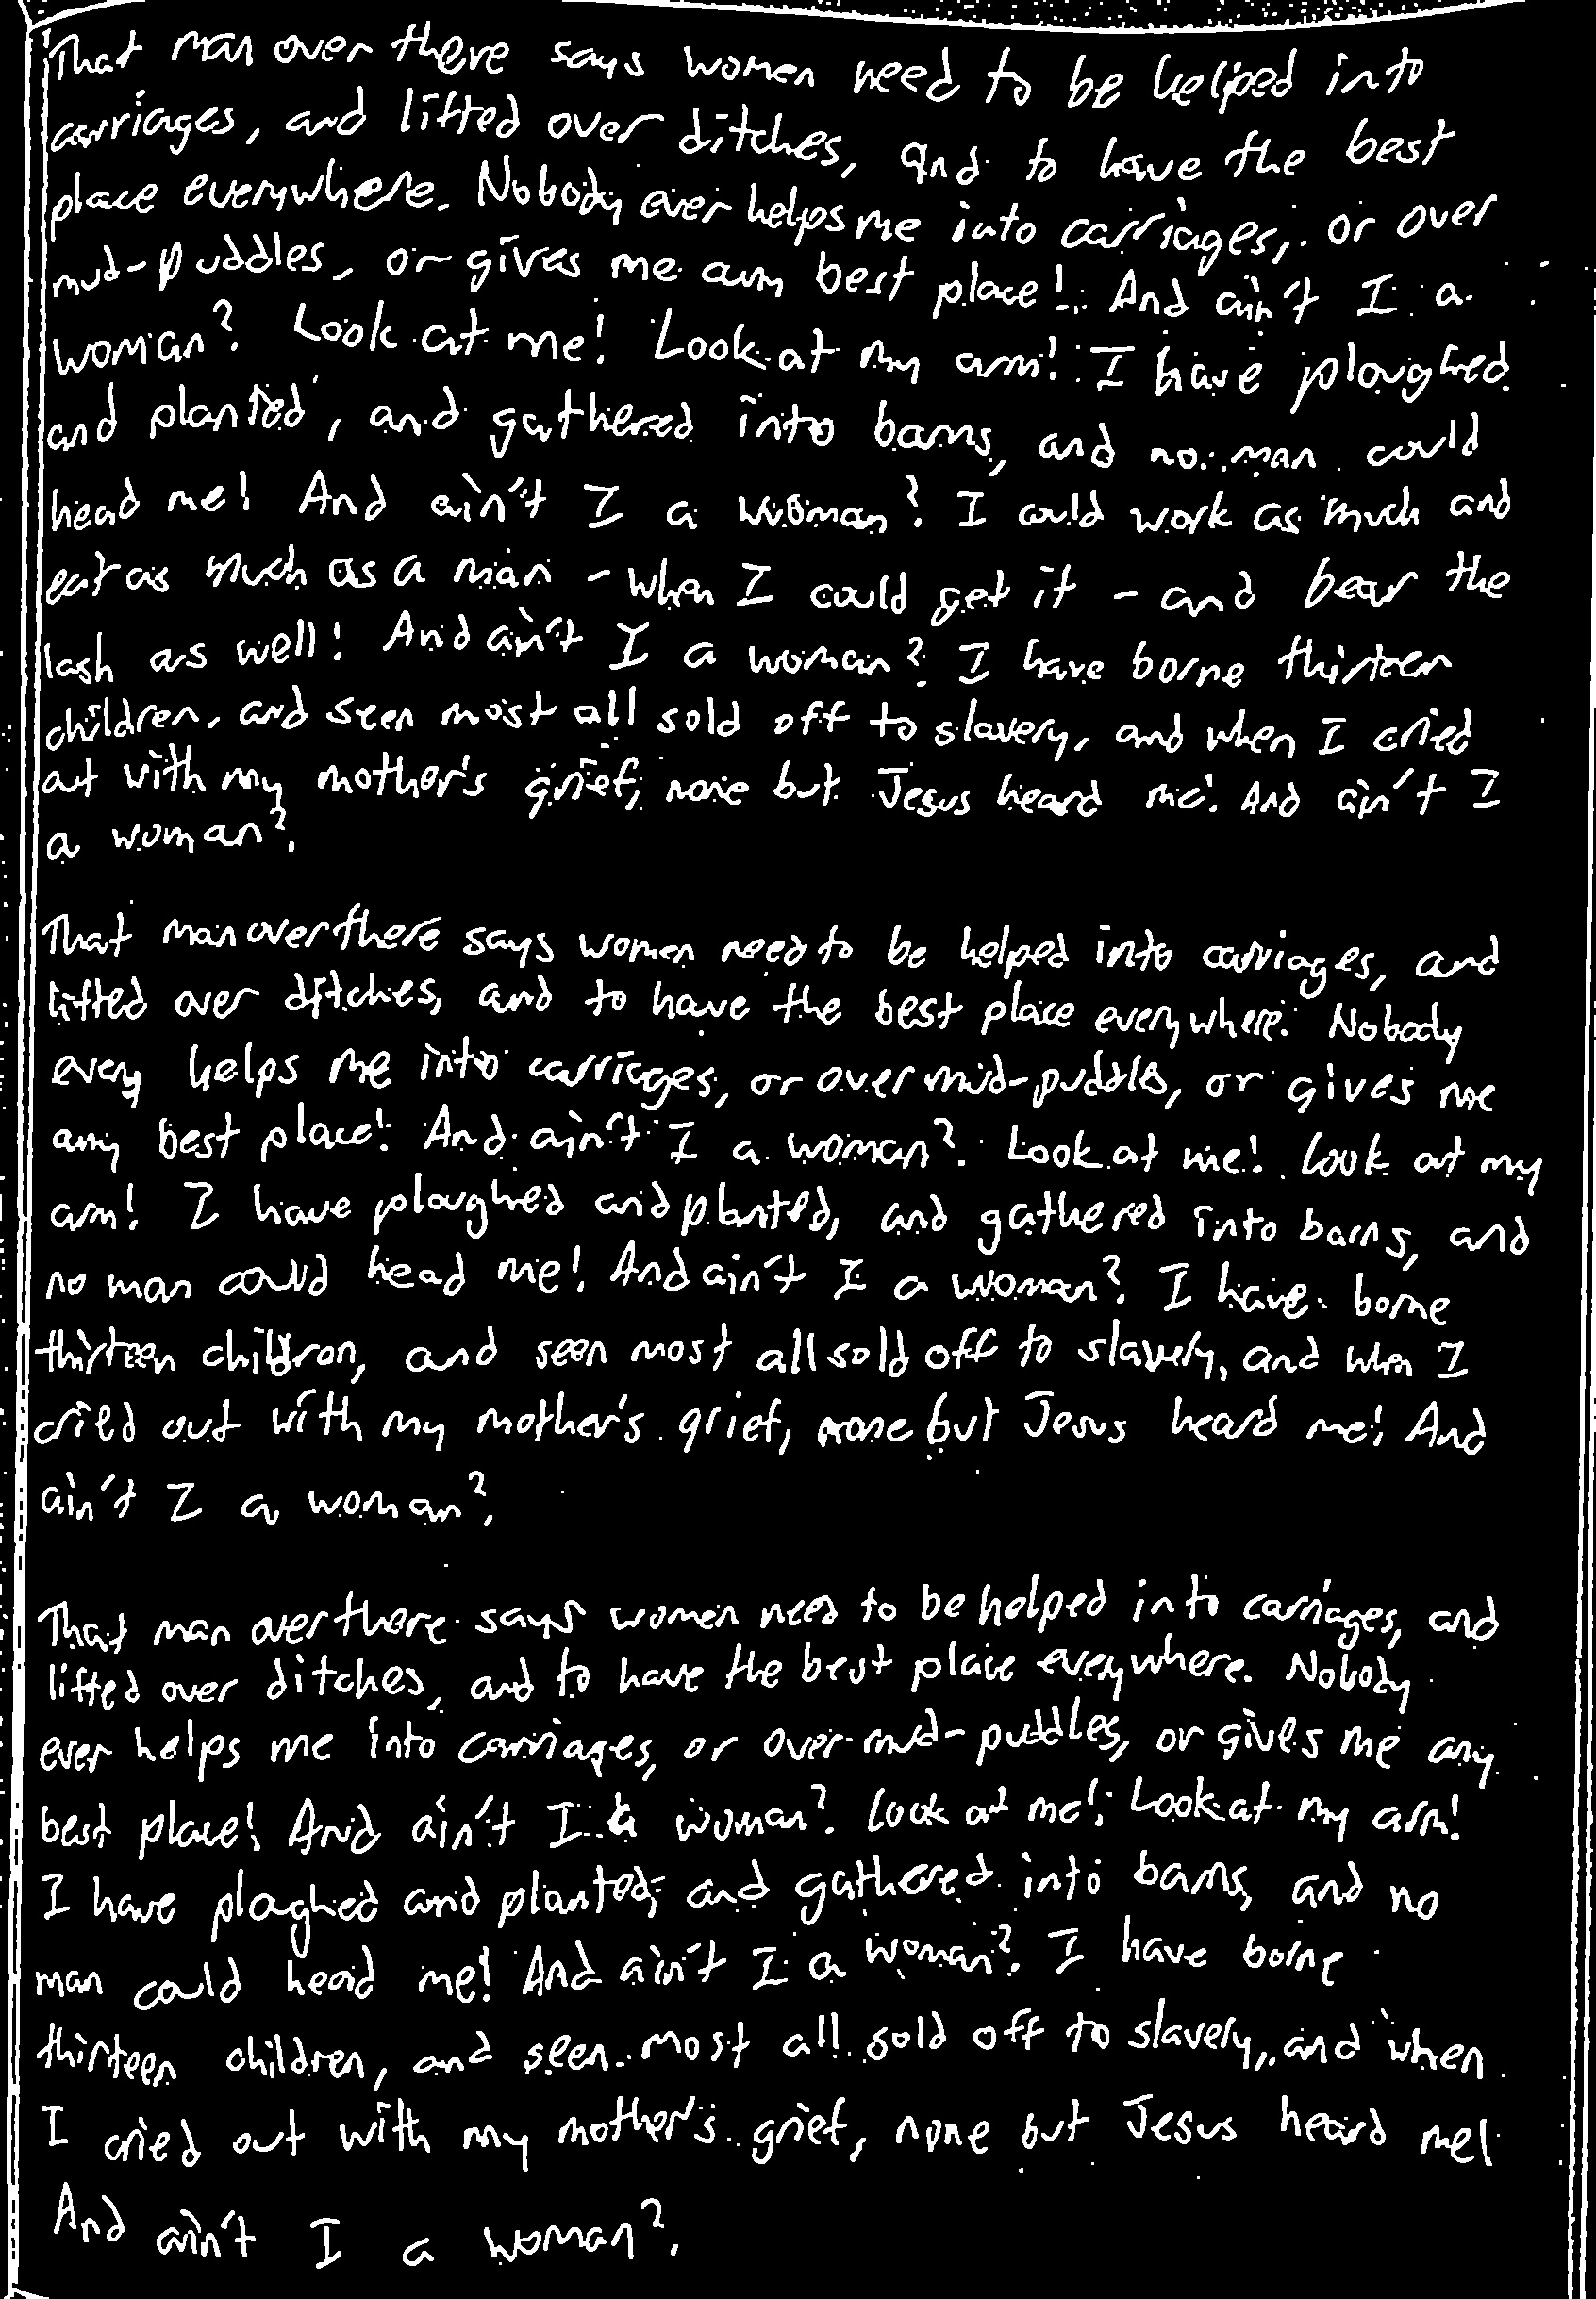 That man over there says women need to be helped into
carriages, and lifted over ditches, and to have the best
place everywhere. Nobody ever helps me into carriages, or over
mud-puddles, or gives me any best place! And ain't I a
woman? Look at me! Look at my arm! I have ploughed
and planted, and gathered into barns, and no man could
head me! And ain't I a woman? I could work as much and
eat as much as a man - when I could get it - and bear the
lash as well! And ain't I a woman? I have borne thirteen
children, and seen most all sold off to slavery, and when I cried
out with my mother's grief, none but Jesus heard me! And ain't I
a woman?

That man over there says women need to be helped into carriages, and
lifted over ditches, and to have the best place everywhere. Nobody
every helps me into carriages, or over mud-puddles, or gives me
any best place! And ain't I a woman? Look at me! Look at my
arm! I have ploughed and planted, and gathered into barns, and
no man could head me! And ain't I a woman? I have borne
thirteen children, and seen most all sold off to slavely, and when I
cried out with my mother's grief, none but Jesus heard me! And
ain't I a woman?

That man over there says women need to be helped into carriages, and
lifted over ditches, and to have the best place everywhere. Nobody
ever helps me into carriages, or over mud-puddles, or gives me any
best place! And ain't I a woman? Look at me! Look at my arm!
I have ploghed and planted, and gathered into barns, and no
man could head me! And ain't I a woman? I have borne
thirteen children, and seen most all sold off to slavely, and when
I cried out with my mother's grief, none but Jesus heard me!
And ain't I a woman?